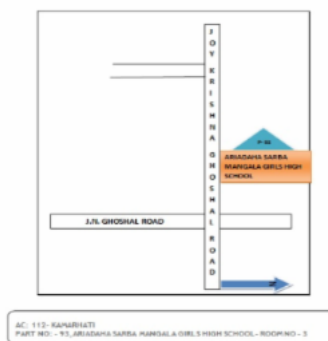 JOY KRISHNA GHOSHAL ROAD
ARIADAHA SARBA
MANGALA GIRLS HIGH
SCHOOL
J.N. GHOSHAL ROAD
AC: 112- KAMARHATI
PART NO: - 93, ARIADAHA SARBA MANGALA GIRLS HIGH SCHOOL- ROOM NO - 3